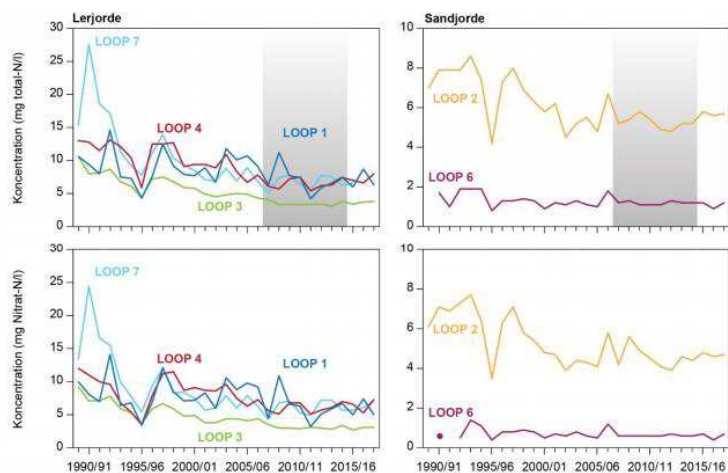 Lerjorde
Sandjorde
Koncentration (mg total-N/l)
30
25
20
15
10
5
0
LOOP 7
LOOP 4
LOOP 1
LOOP 3
10
8
6
4
2
0
LOOP 2
LOOP 6
Koncentration (mg Nitrat-N/l)
30
25
20
15
10
5
0
LOOP 7
LOOP 4
LOOP 1
LOOP 3
1990/91
1995/96
2000/01
2005/06
2010/11
2015/16
10
8
6
4
2
0
LOOP 2
LOOP 6
1990/91
1995/96
2000/01
2005/06
2010/11
2015/16